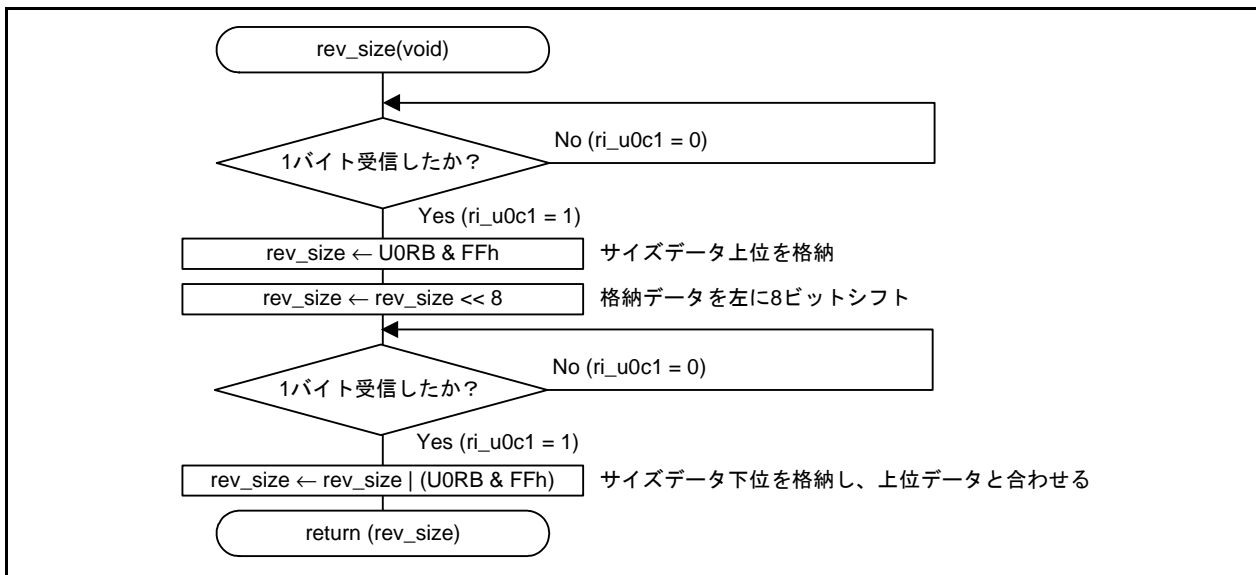 rev_size(void)
No (ri_u0c1 = 0)
1バイト受信したか？
Yes (ri_u0c1 = 1)
rev_size ← U0RB & FFh サイズデータ上位を格納
rev_size ← rev_size << 8 格納データを左に8ビットシフト
No (ri_u0c1 = 0)
1バイト受信したか？
Yes (ri_u0c1 = 1)
rev_size ← rev_size | (U0RB & FFh) サイズデータ下位を格納し、上位データと合わせる
return (rev_size)